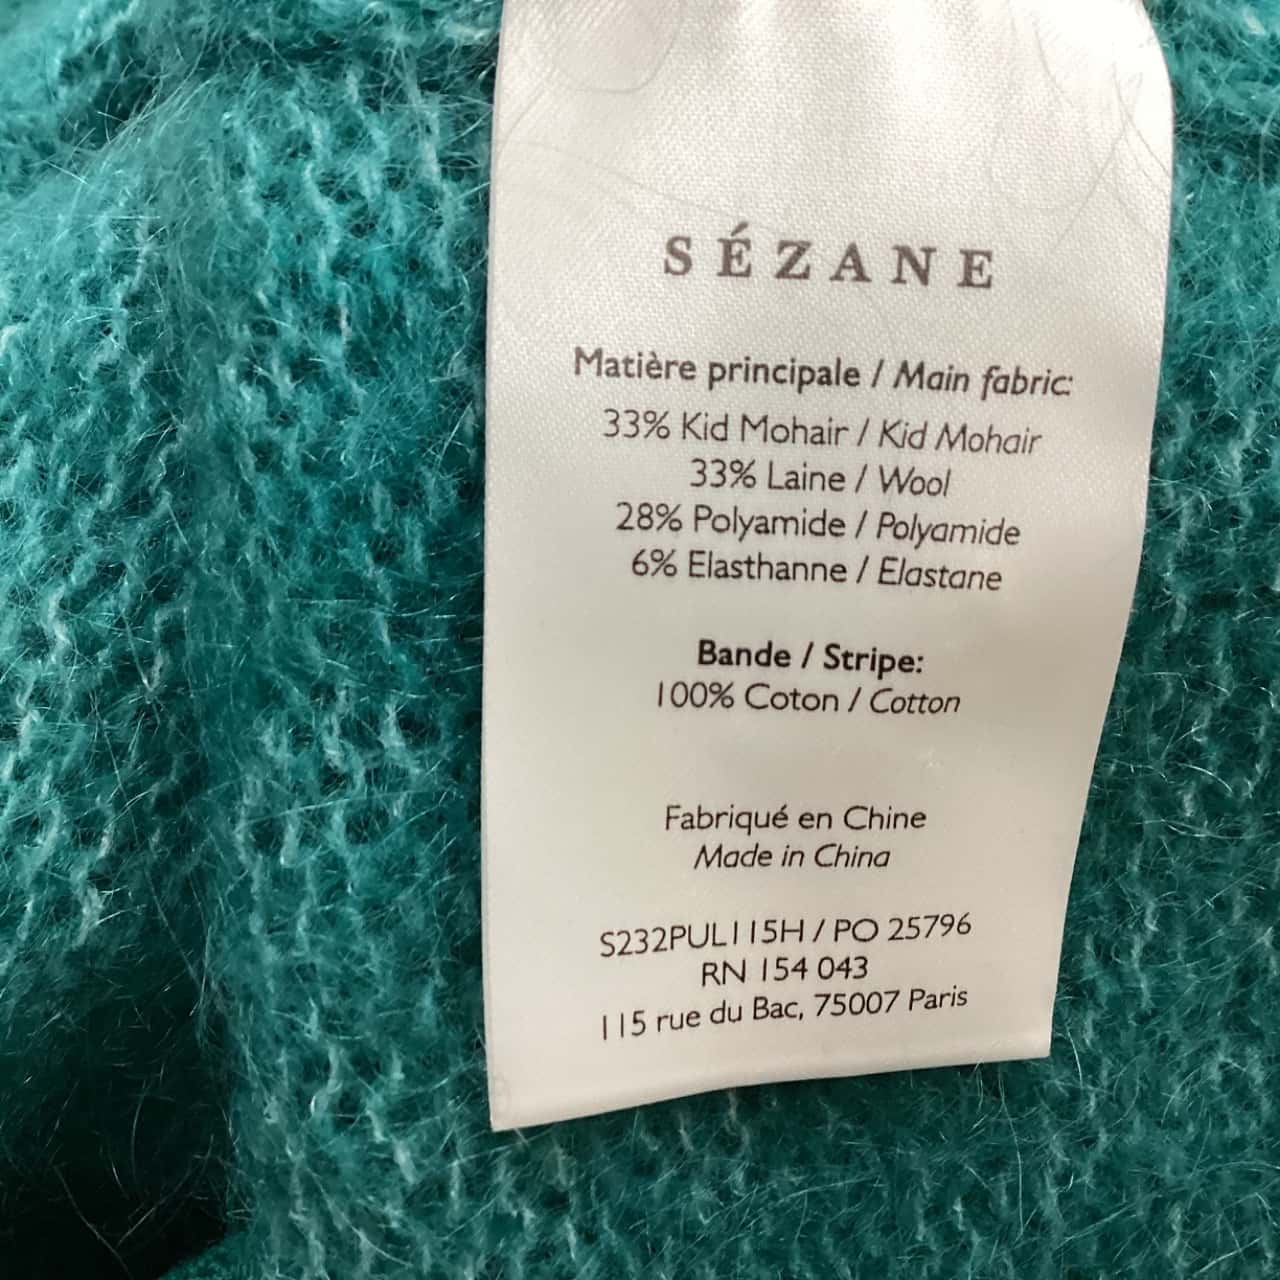 SÉZANE
Matière principale / Main fabric:
33% Kid Mohair / Kid Mohair
33% Laine / Wool
28% Polyamide / Polyamide
6% Elasthanne / Elastane
Bande / Stripe:
100% Coton / Cotton
Fabriqué en Chine
Made in China
S232PUL115H / PO 25796
RN 154 043
115 rue du Bac, 75007 Paris